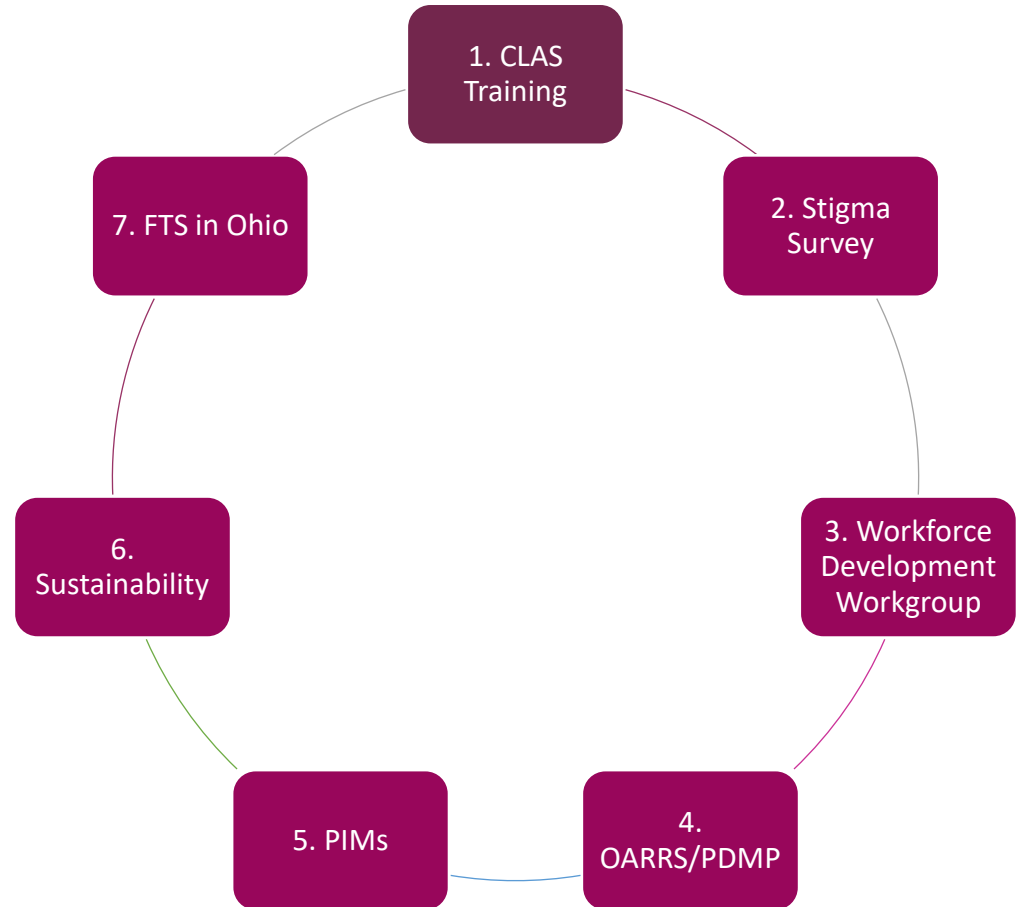 1. CLAS
Training
2. Stigma
Survey
3. Workforce
Development
Workgroup
4.
OARRS/PDMP
5. PIMs
6.
Sustainability
7. FTS in Ohio